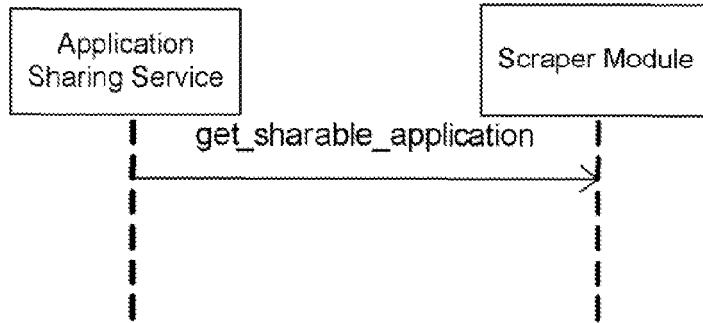 Application
Sharing Service
Scraper Module
get_sharable_application